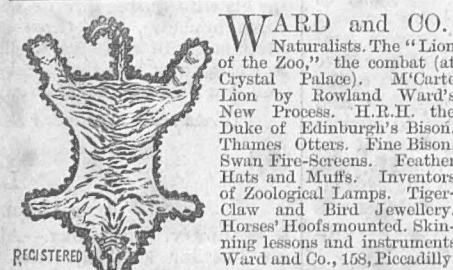 WARD and CO.,
Naturalists. The "Lion
of the Zoo," the combat (at
Crystal Palace). M'Carte
Lion by Rowland Ward's
New Process. H.R.H. the
Duke of Edinburgh's Bison.
Thames Otters. Fine Bison.
Swan Fire-Screens. Feather
Hats and Muffs. Inventors
of Zoological Lamps. Tiger-
Claw and Bird Jewellery.
Horses' Hoofs mounted. Skin-
ning lessons and instruments
Ward and Co., 158, Piccadilly
REGISTERED